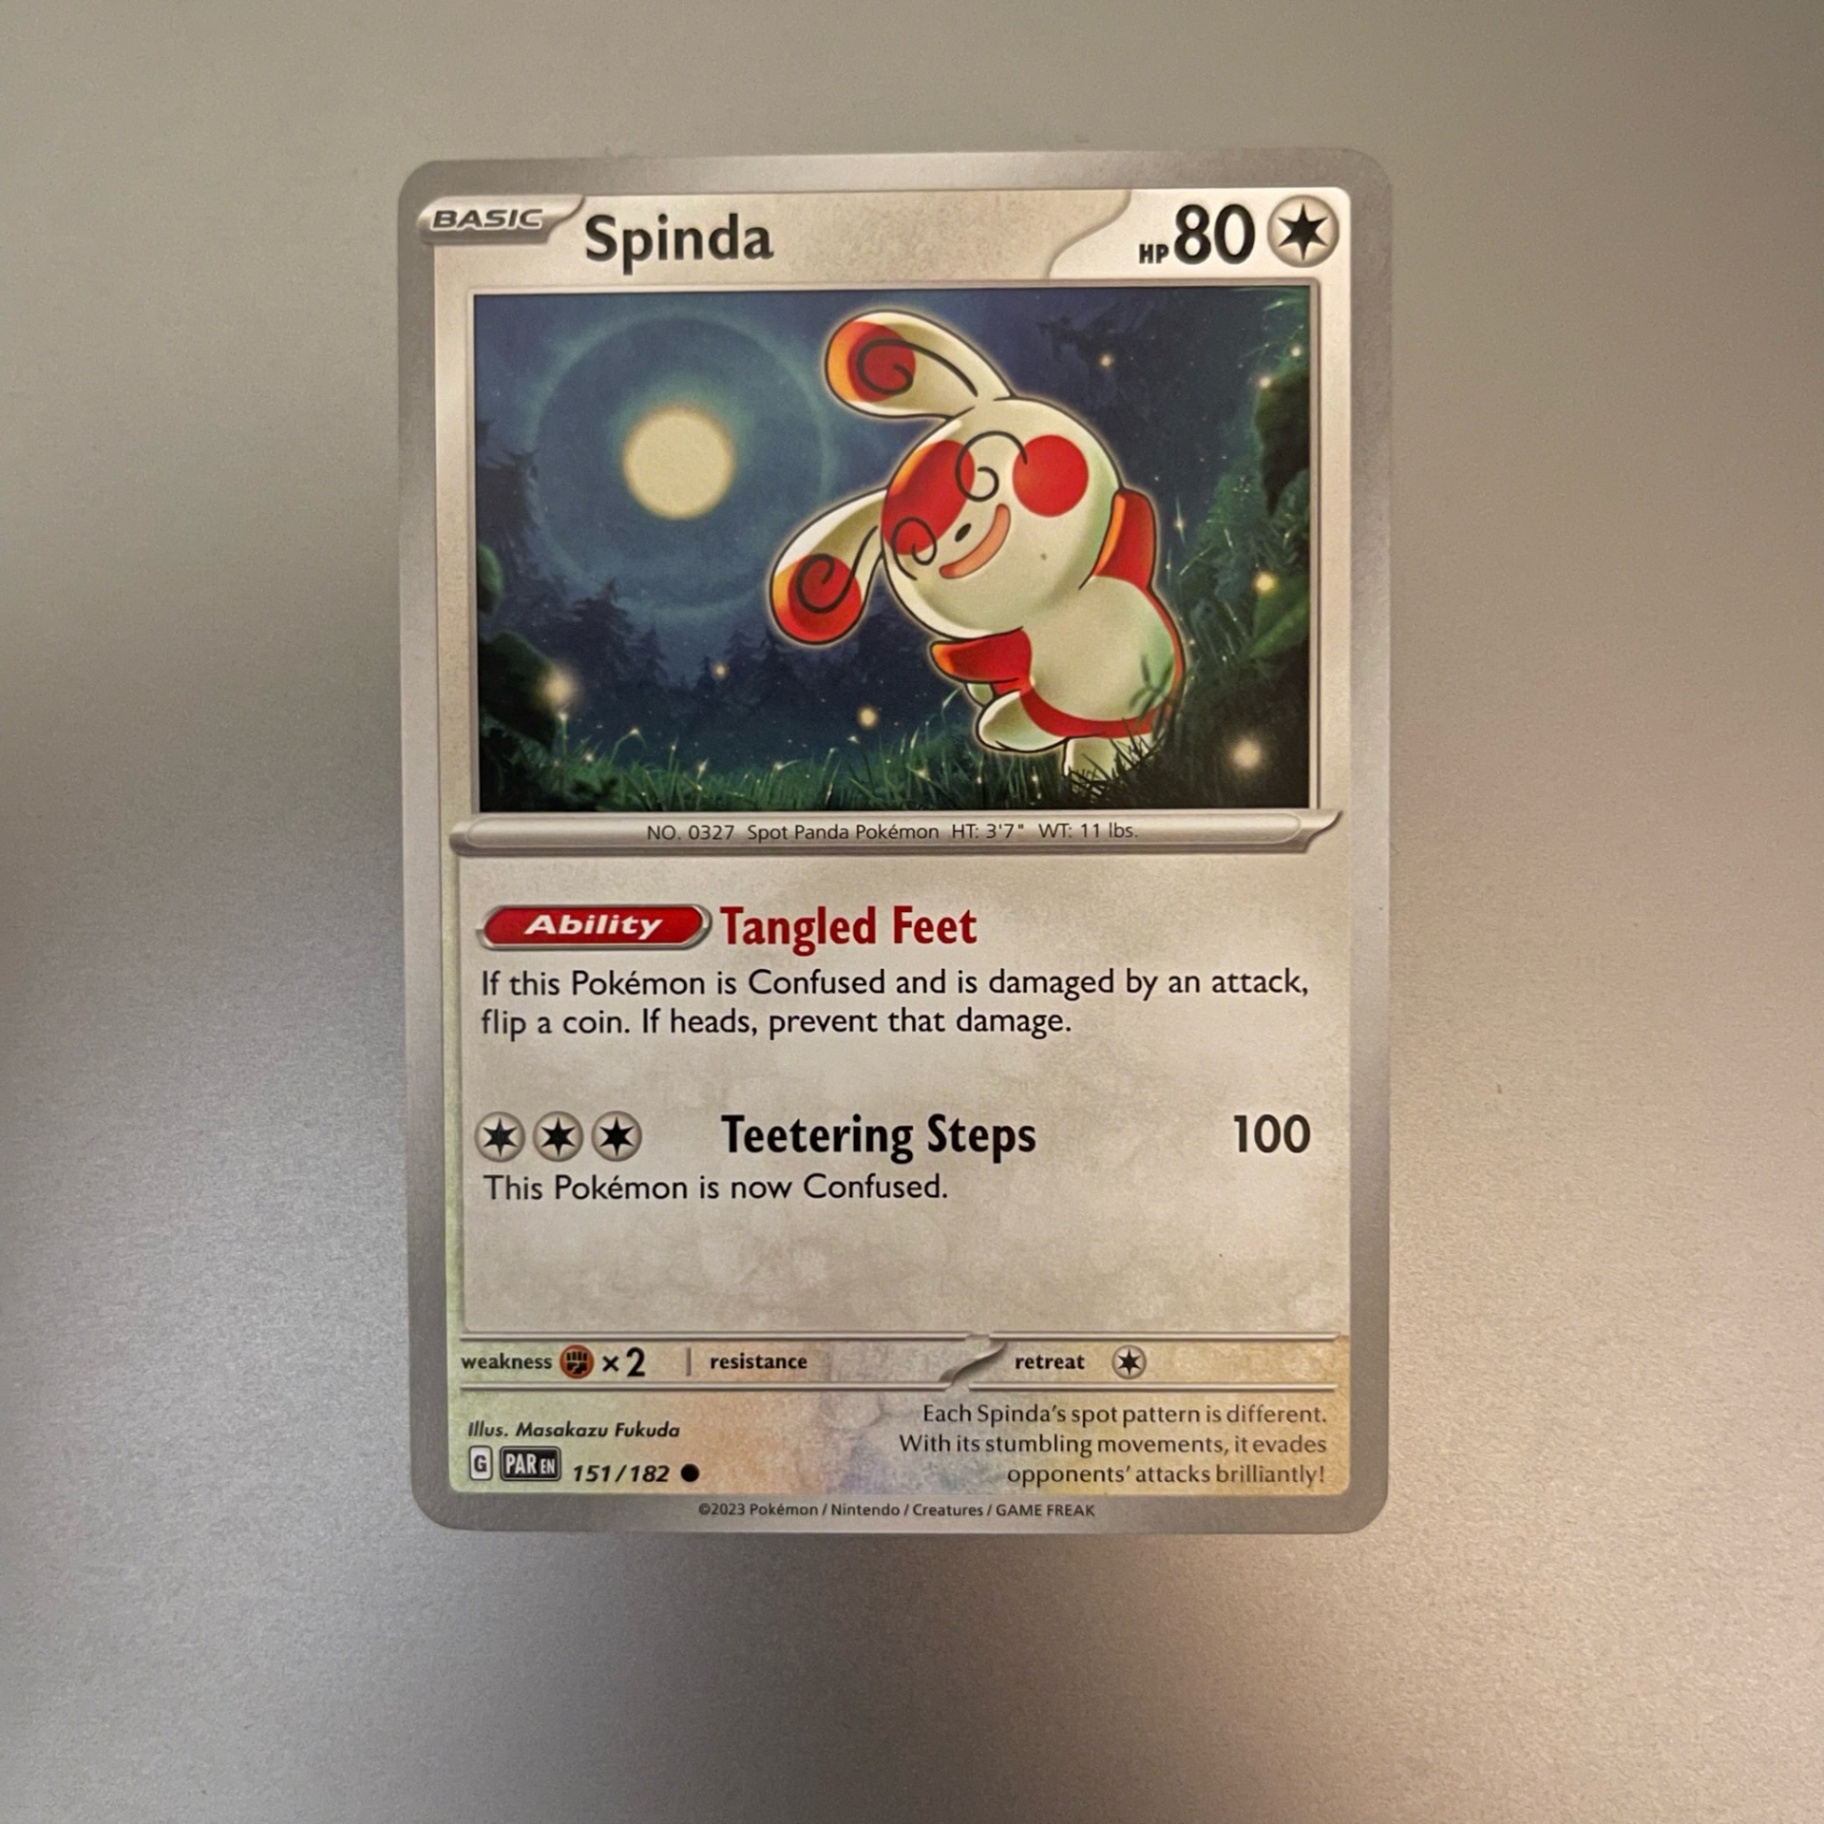 BASIC Spinda HP 80
NO. 0327 Spot Panda Pokémon HT: 3'7" WT: 11 lbs.
Ability Tangled Feet
If this Pokémon is Confused and is damaged by an attack,
flip a coin. If heads, prevent that damage.
Teetering Steps 100
This Pokémon is now Confused.
weakness ×2 resistance retreat
Illus. Masakazu Fukuda
G PAR EN 151/182
Each Spinda's spot pattern is different.
With its stumbling movements, it evades
opponents' attacks brilliantly!
©2023 Pokémon / Nintendo / Creatures / GAME FREAK